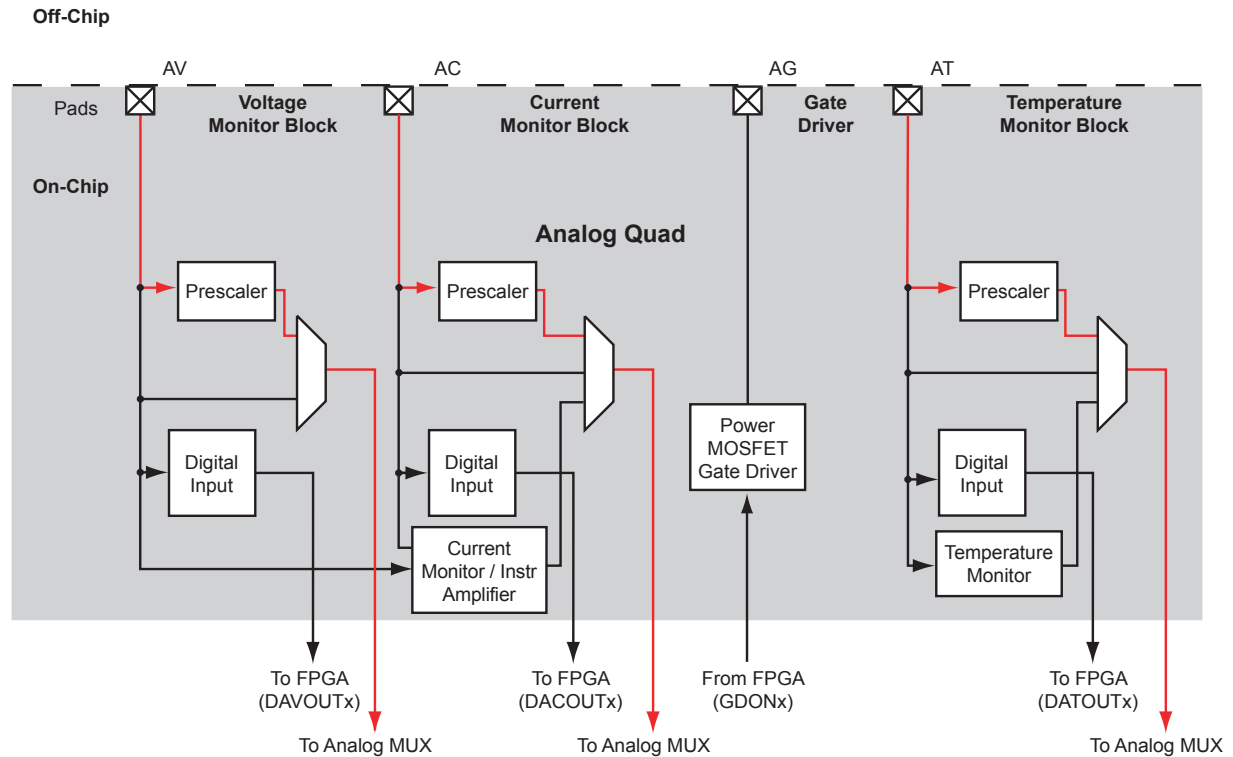 Off-Chip
AV
AC
AG
AT
Pads
Voltage
Monitor Block
Current
Monitor Block
Gate
Driver
Temperature
Monitor Block
On-Chip
Analog Quad
Prescaler
Prescaler
Prescaler
Power
MOSFET
Gate Driver
Digital
Input
Digital
Input
Digital
Input
Current
Monitor / Instr
Amplifier
Temperature
Monitor
To FPGA
(DAVOUTx)
To FPGA
(DACOUTx)
From FPGA
(GDONx)
To FPGA
(DATOUTx)
To Analog MUX
To Analog MUX
To Analog MUX